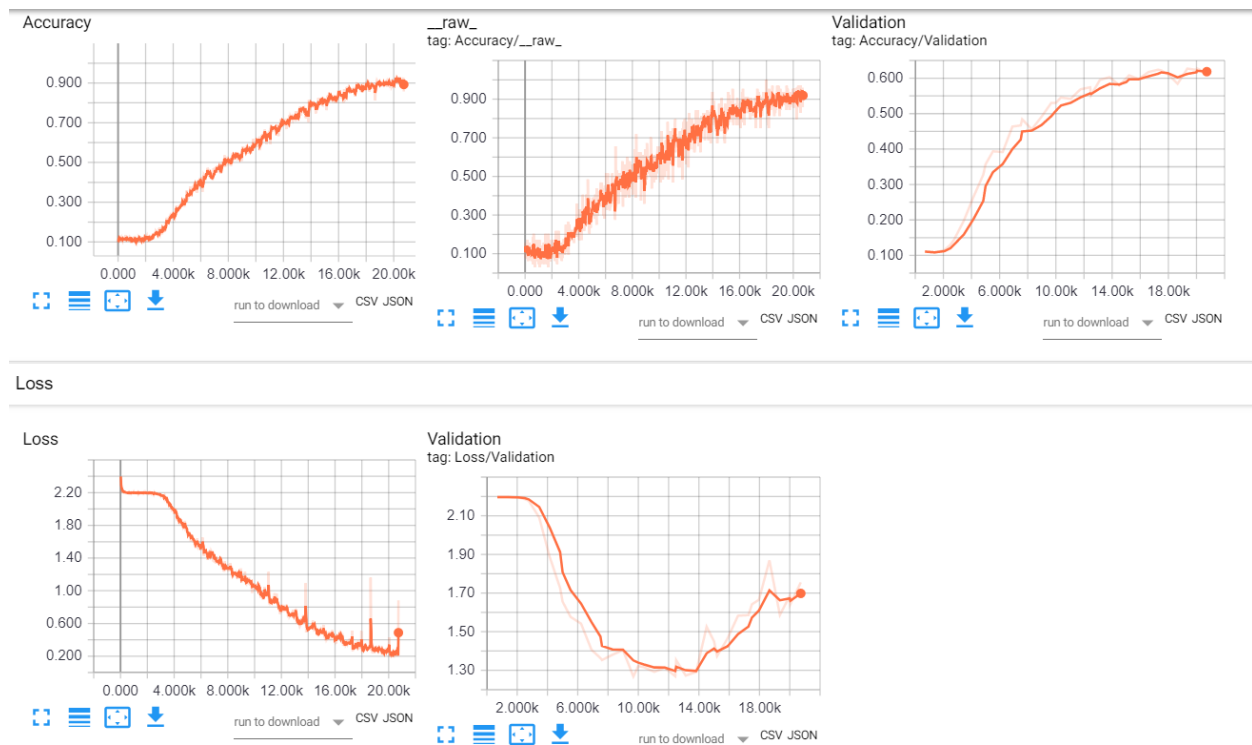 Accuracy
0.900
0.700
0.500
0.300
0.100
0.000 4.000k 8.000k 12.00k 16.00k 20.00k
run to download CSV JSON
__raw_
tag: Accuracy/__raw_
0.900
0.700
0.500
0.300
0.100
0.000 4.000k 8.000k 12.00k 16.00k 20.00k
run to download CSV JSON
Validation
tag: Accuracy/Validation
0.600
0.500
0.400
0.300
0.200
0.100
2.000k 6.000k 10.00k 14.00k 18.00k
run to download CSV JSON
Loss
Loss
2.20
1.80
1.40
1.00
0.600
0.200
0.000 4.000k 8.000k 12.00k 16.00k 20.00k
run to download CSV JSON
Validation
tag: Loss/Validation
2.10
1.90
1.70
1.50
1.30
2.000k 6.000k 10.00k 14.00k 18.00k
run to download CSV JSON